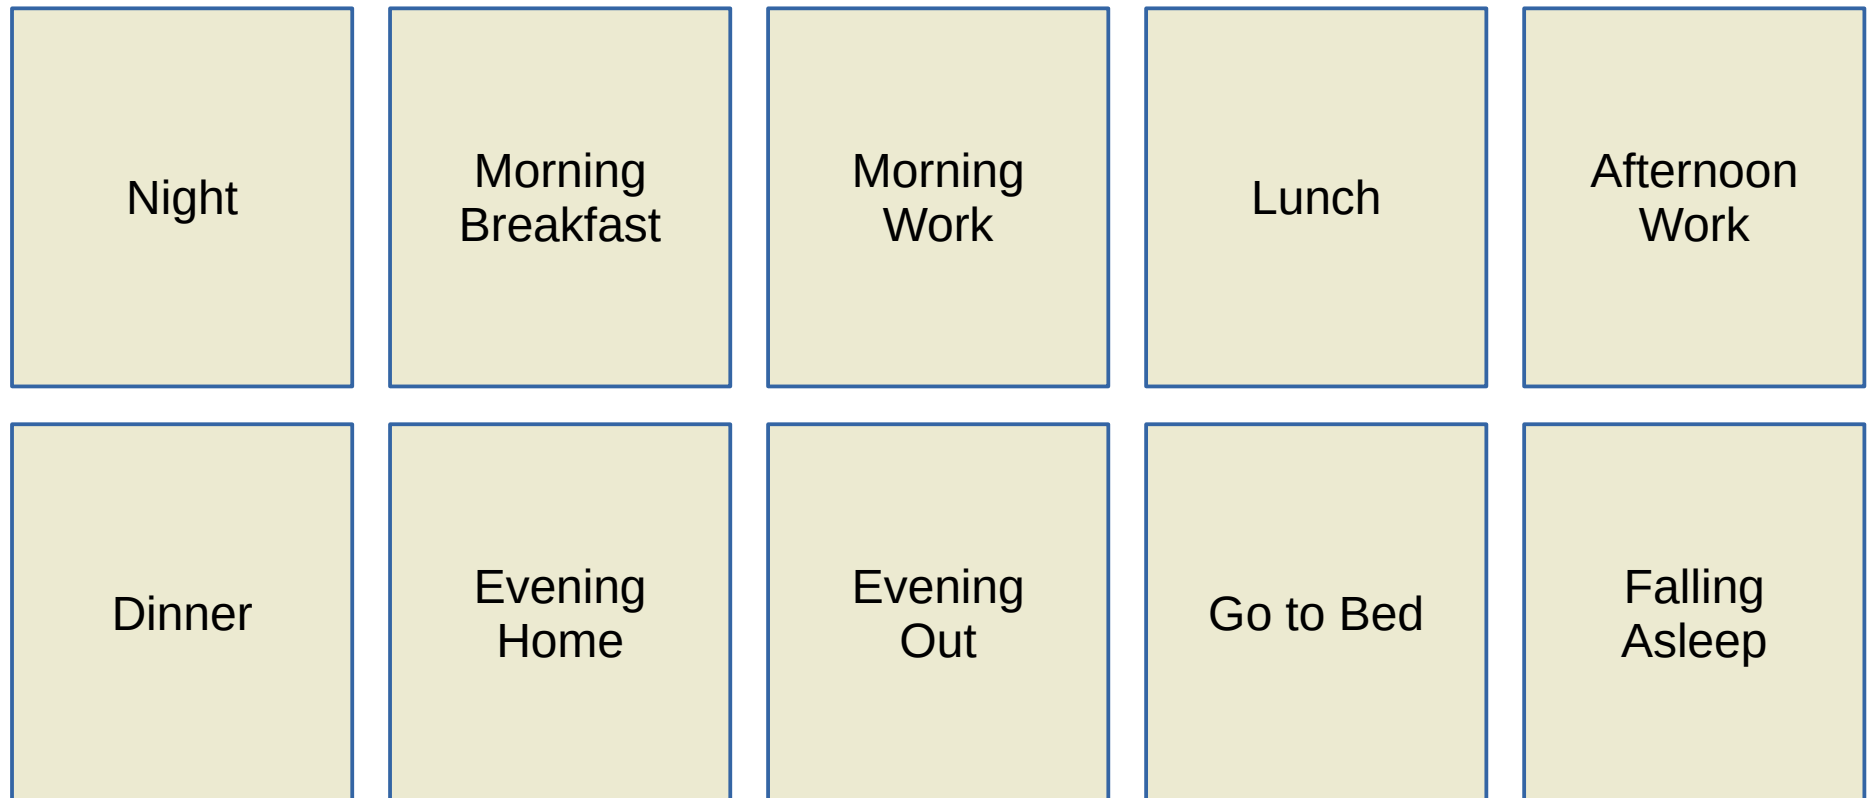 Night
Morning
Breakfast
Morning
Work
Lunch
Afternoon
Work
Dinner
Evening
Home
Evening
Out
Go to Bed
Falling
Asleep